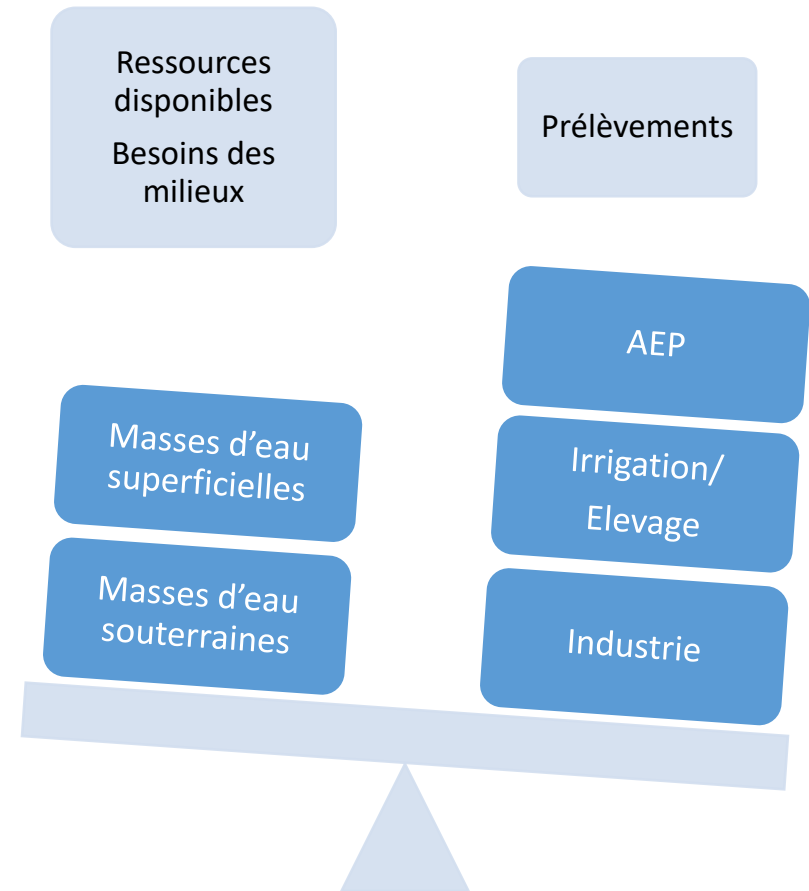 Ressources
disponibles
Besoins des
milieux
Prélèvements
AEP
Irrigation/
Elevage
Industrie
Masses d’eau
superficielles
Masses d’eau
souterraines